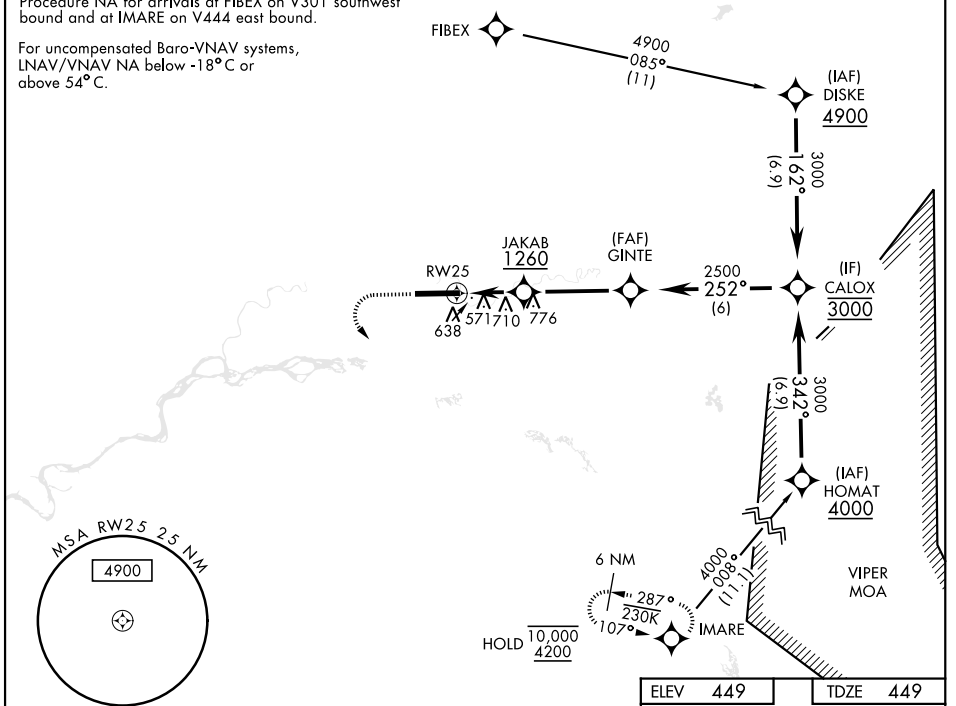 Procedure NA for arrivals at FIBEX on V301 southwest
bound and at IMARE on V444 east bound.
For uncompensated Baro-VNAV systems,
LNAV/VNAV NA below -18°C or
above 54°C.
FIBEX
4900
085°
(11)
(IAF)
DISKE
4900
3000
162°
(6.9)
JAKAB
1260
(FAF)
GINTE
RW25
2500
252°
(6)
(IF)
CALOX
3000
638
571
710
776
3000
342°
(6.9)
(IAF)
HOMAT
4000
MSA RW25 25 NM
4900
6 NM
4000
008°
(11.1)
VIPER
MOA
287°
230K
107°
IMARE
HOLD
10,000
4200
ELEV 449
TDZE 449